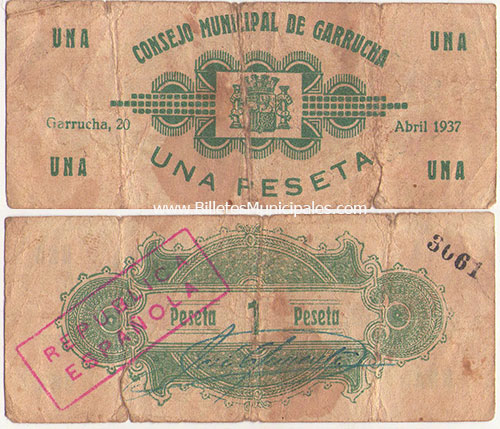 UNA
CONSEJO MUNICIPAL DE GARRUCHA
UNA
Garrucha, 20
Abril 1937
UNA
UNA PESETA
UNA
www.BilletesMunicipales.com
3661
REPUBLICA
ESPAÑOLA
Peseta 1 Peseta